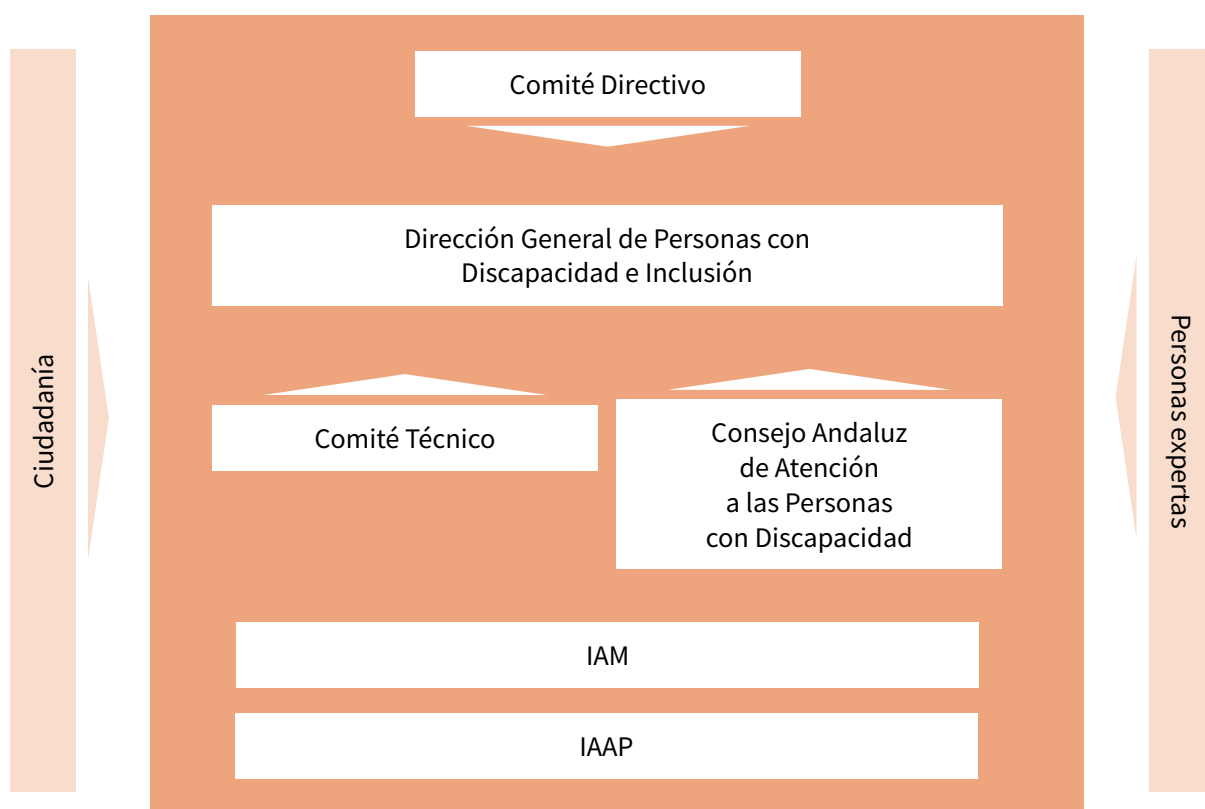 Comité Directivo
Dirección General de Personas con
Discapacidad e Inclusión
Ciudadanía
Personas expertas
Comité Técnico
Consejo Andaluz
de Atención
a las Personas
con Discapacidad
IAM
IAAP